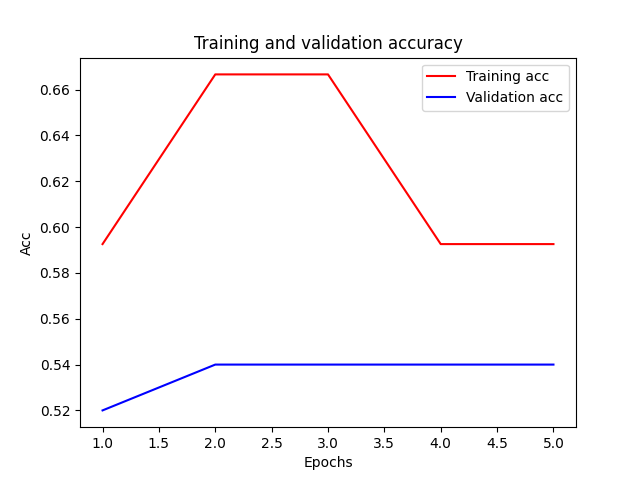 Training and validation accuracy
Training acc
Validation acc
0.66
0.64
0.62
0.60
0.58
0.56
0.54
0.52
Acc
1.0 1.5 2.0 2.5 3.0 3.5 4.0 4.5 5.0
Epochs